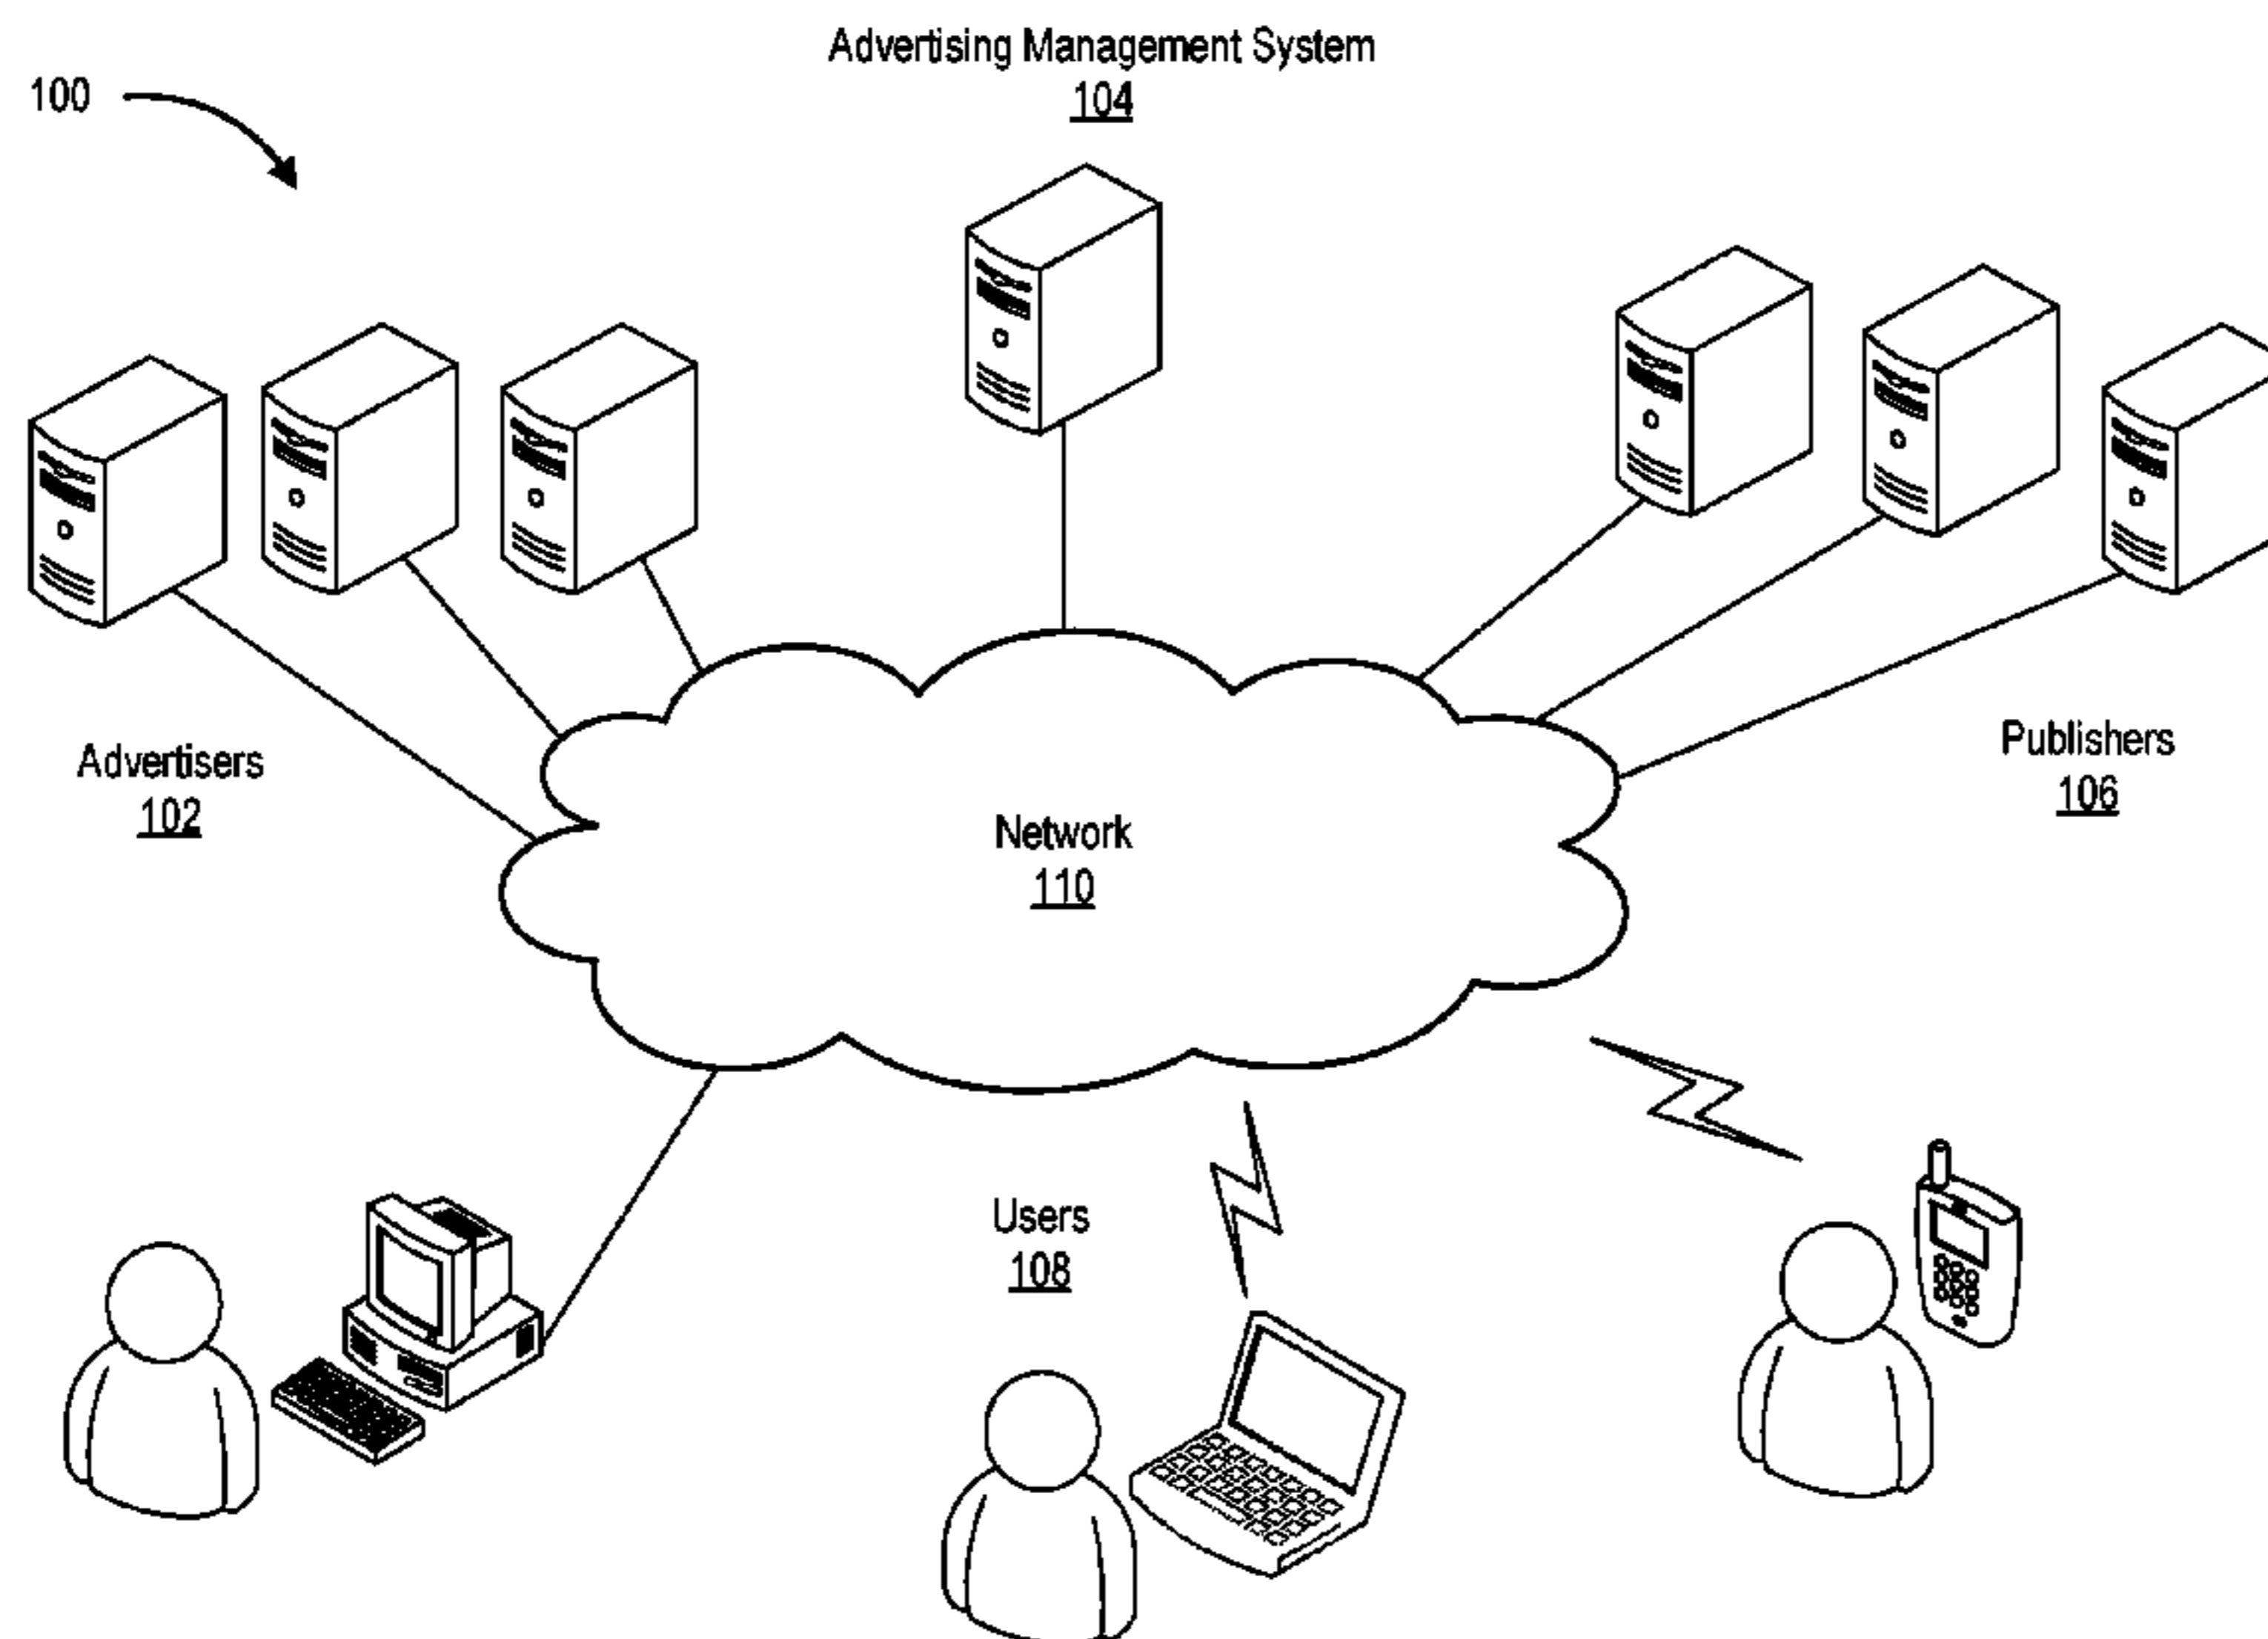 Advertising Management System
104
100
Advertisers
102
Publishers
106
Network
110
Users
108